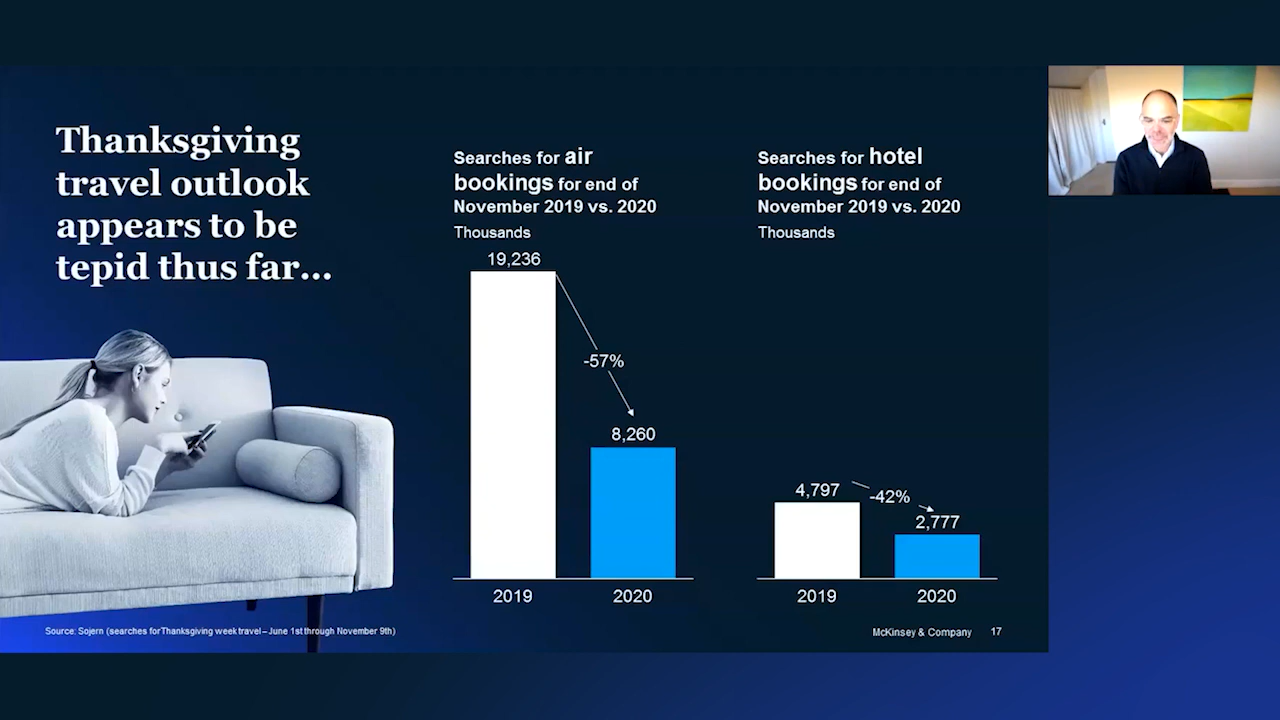 Thanksgiving
travel outlook
appears to be
tepid thus far...
Searches for air
bookings for end of
November 2019 vs. 2020
Thousands
19,236
-57%
8,260
2019
2020
Searches for hotel
bookings for end of
November 2019 vs. 2020
Thousands
4,797
-42%
2,777
2019
2020
Source: Sojern (searches for Thanksgiving week travel – June 1st through November 9th)
McKinsey & Company 17